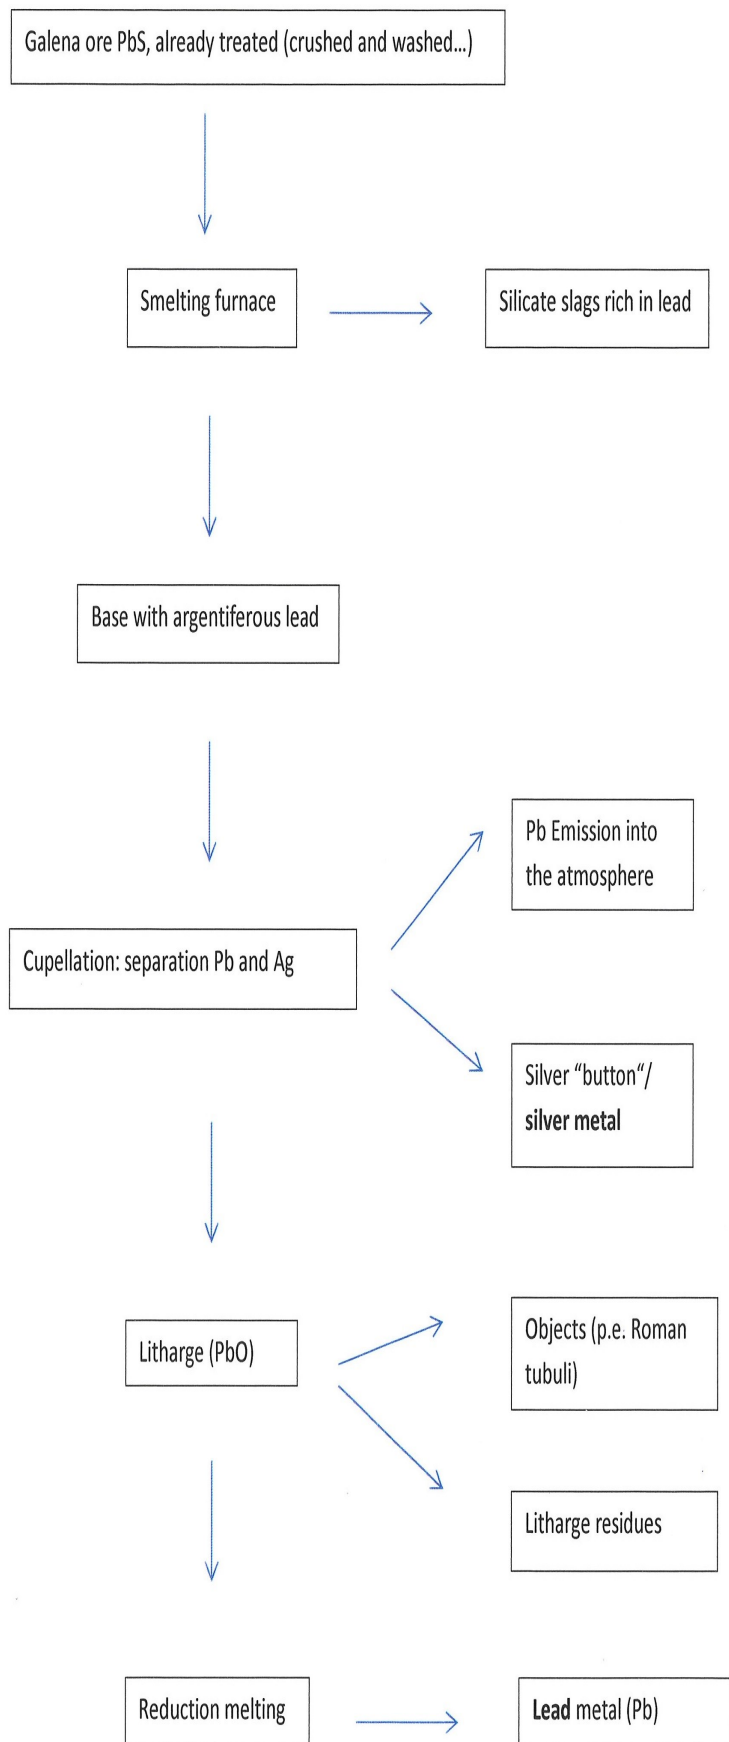 Galena ore PbS, already treated (crushed and washed...)
Smelting furnace
Silicate slags rich in lead
Base with argentiferous lead
Pb Emission into
the atmosphere
Cupellation: separation Pb and Ag
Silver “button“/
silver metal
Litharge (PbO)
Objects (p.e. Roman
tubuli)
Litharge residues
Reduction melting
Lead metal (Pb)